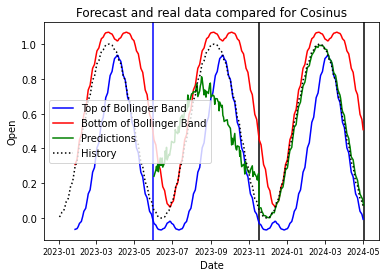 Forecast and real data compared for Cosinus
1.0
0.8
0.6
0.4
0.2
0.0
Open
Top of Bollinger Band
Bottom of Bollinger Band
Predictions
History
2023-01 2023-03 2023-05 2023-07 2023-09 2023-11 2024-01 2024-03 2024-05
Date